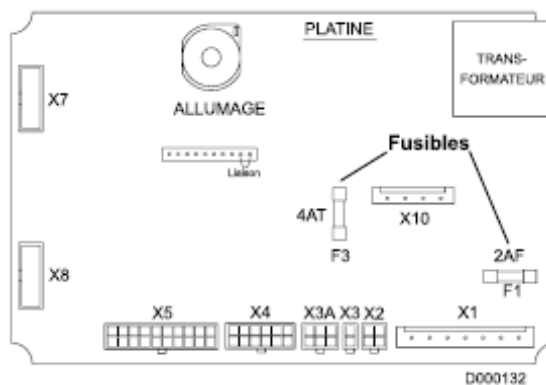 PLATINE
TRANS-
FORMATEUR
X7
ALLUMAGE
Liaison
Fusibles
4AT
X10
F3
2AF
F1
X8
X5
X4
X3A
X3
X2
X1
D000132